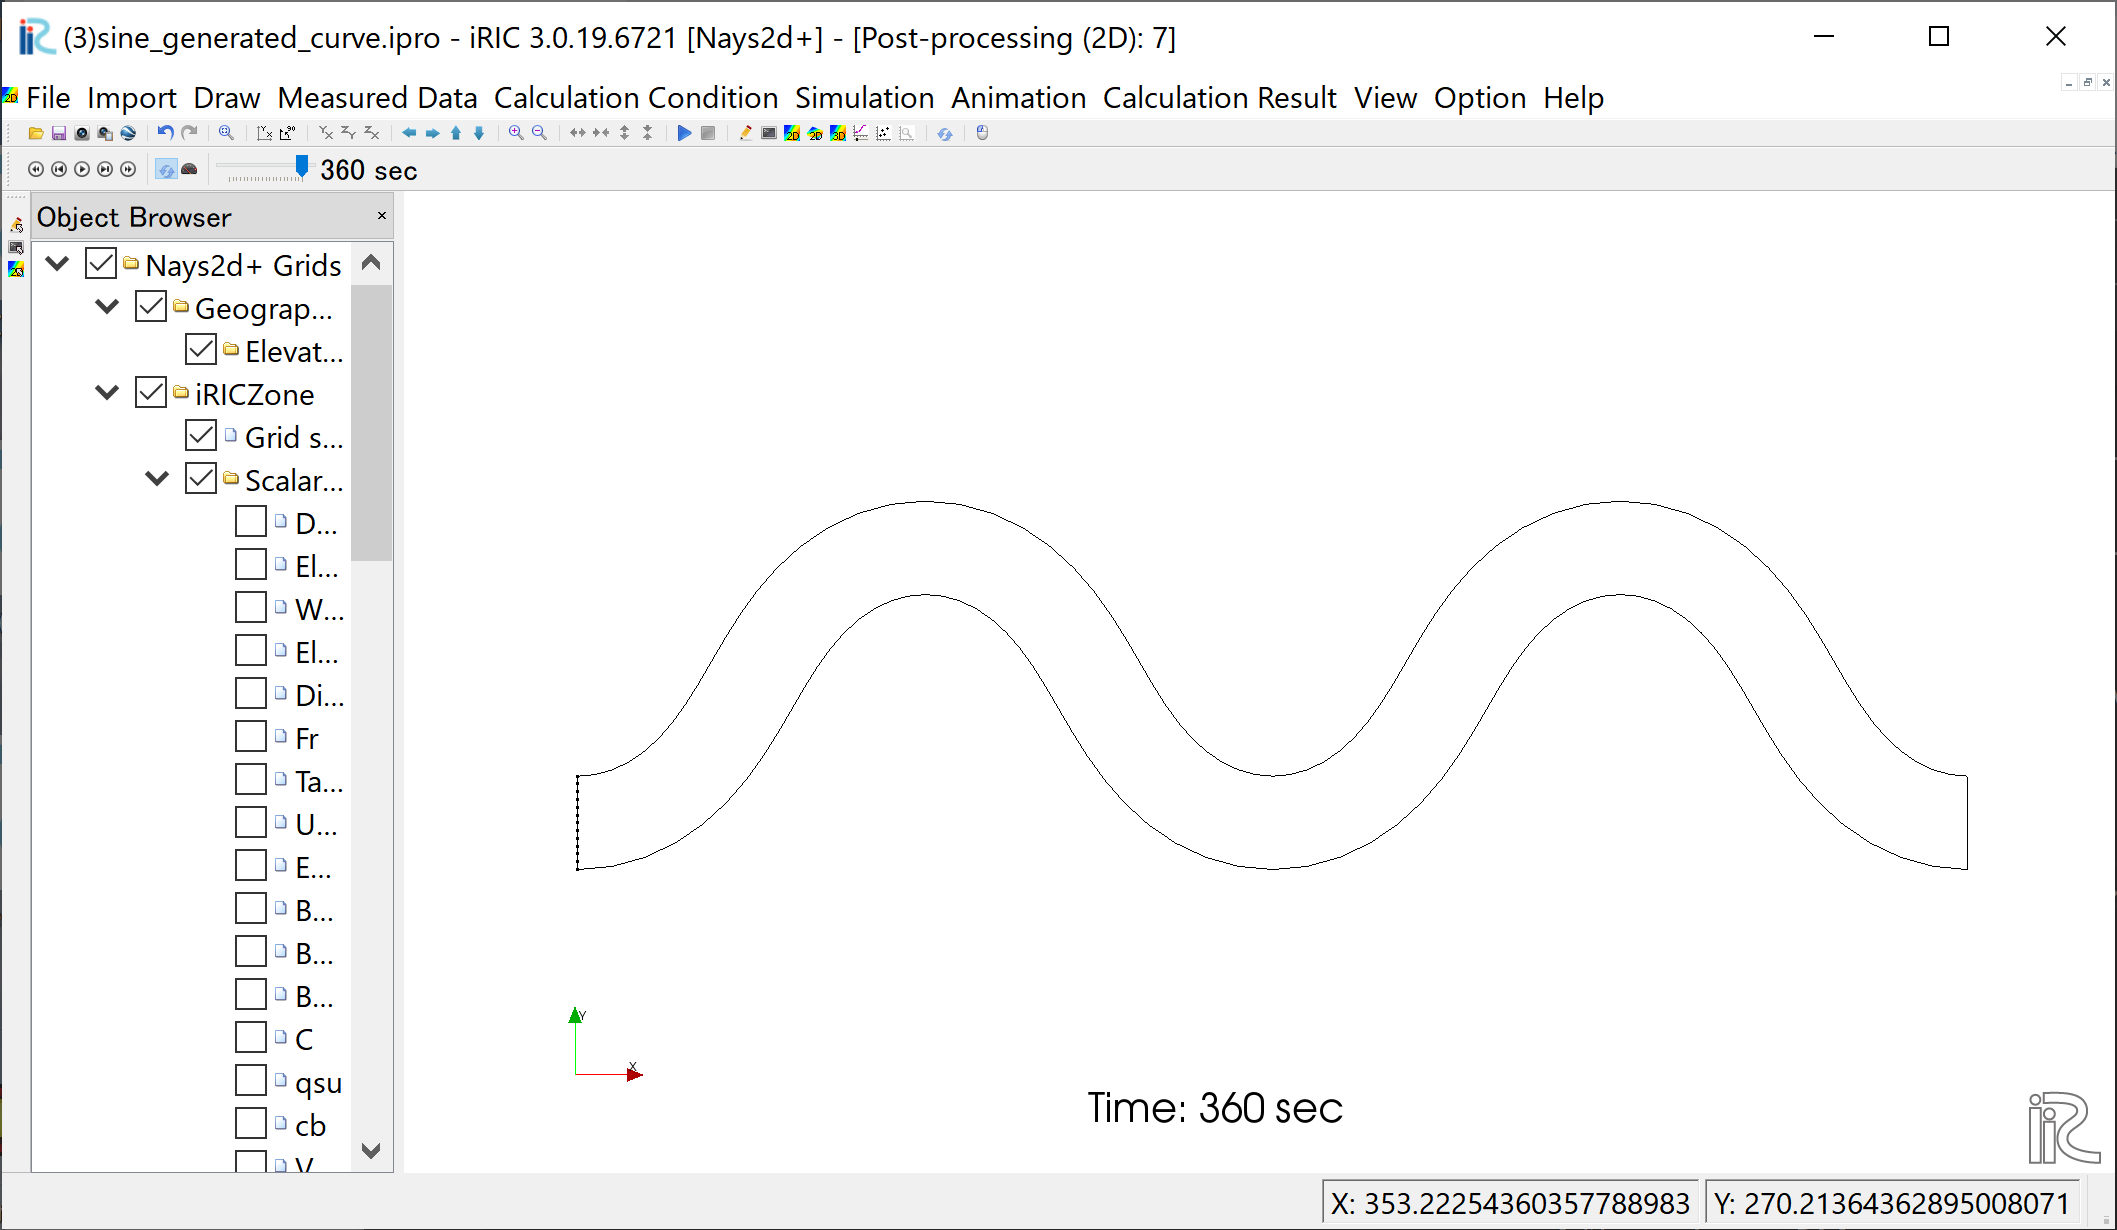 (3)sine_generated_curve.ipro - iRIC 3.0.19.6721 [Nays2d+] - [Post-processing (2D): 7]
File Import Draw Measured Data Calculation Condition Simulation Animation Calculation Result View Option Help
360 sec
Object Browser
Nays2d+ Grids
Geograp...
Elevat...
iRICZone
Grid s...
Scalar...
D...
El...
W...
El...
Di...
Fr
Ta...
U...
E...
B...
B...
B...
C
qsu
cb
V
Y
X
Time: 360 sec
iRIC
X: 353.22254360357788983 Y: 270.21364362895008071